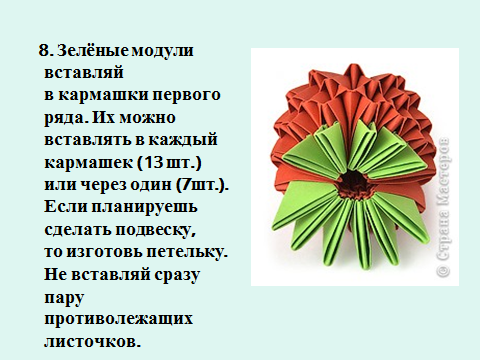 8. Зелёные модули
вставляй
в кармашки первого
ряда. Их можно
вставлять в каждый
кармашек (13 шт.)
или через один (7шт.).
Если планируешь
сделать подвеску,
то изготовь петельку.
Не вставляй сразу
пару
противолежащих
листочков.
© Страна Мастеров